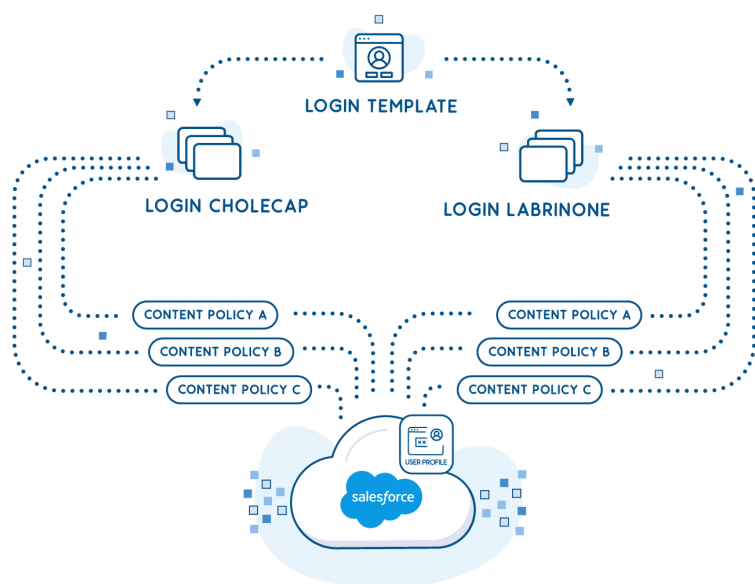 LOGIN TEMPLATE
LOGIN CHOLECAP
LOGIN LABRINONE
CONTENT POLICY A
CONTENT POLICY A
CONTENT POLICY B
CONTENT POLICY B
CONTENT POLICY C
CONTENT POLICY C
USER PROFILE
salesforce